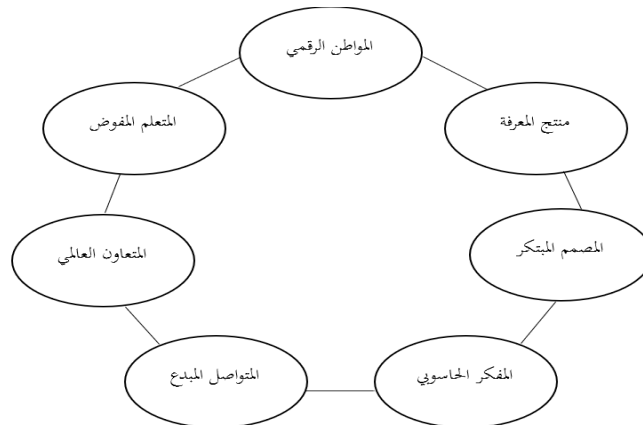 المواطن الرقمي
منتج المعرفة
المصمم المبتكر
المفكر الحاسوبي
المتواصل المبدع
المتعاون العالمي
المتعلم المفوض